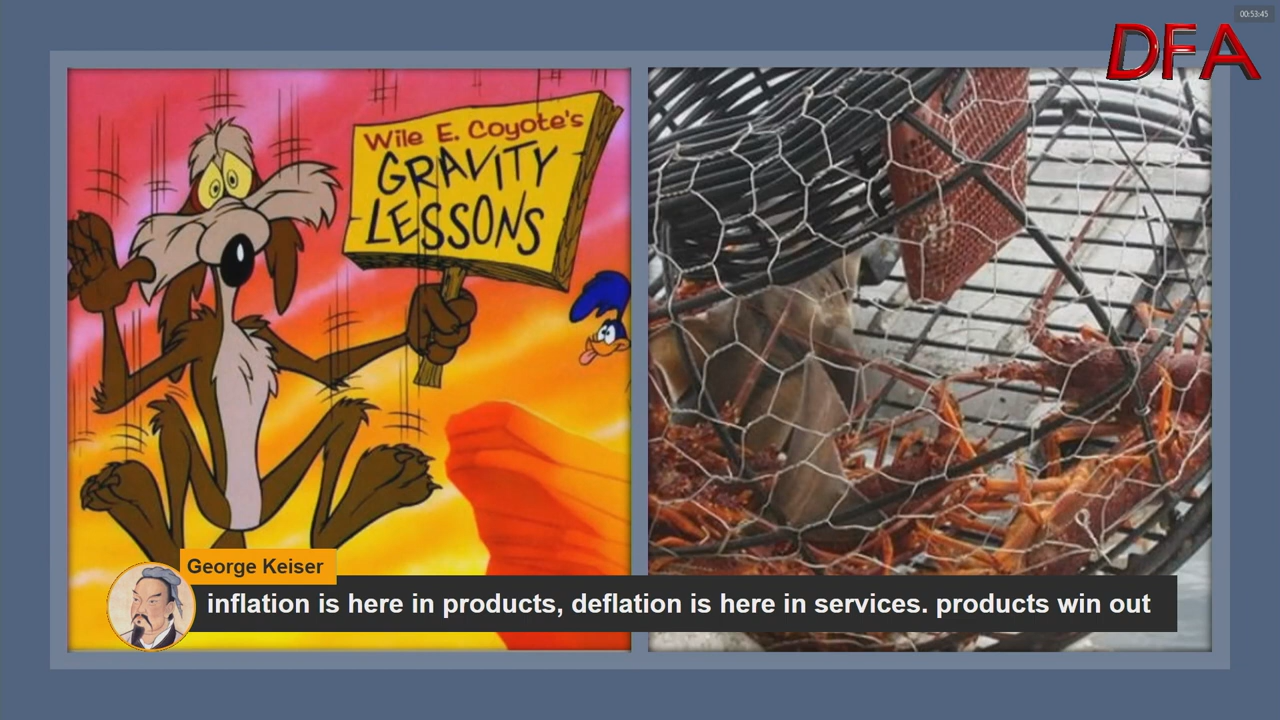 00:53:45
DFA
Wile E. Coyote's
GRAVITY
LESSONS
George Keiser
inflation is here in products, deflation is here in services. products win out